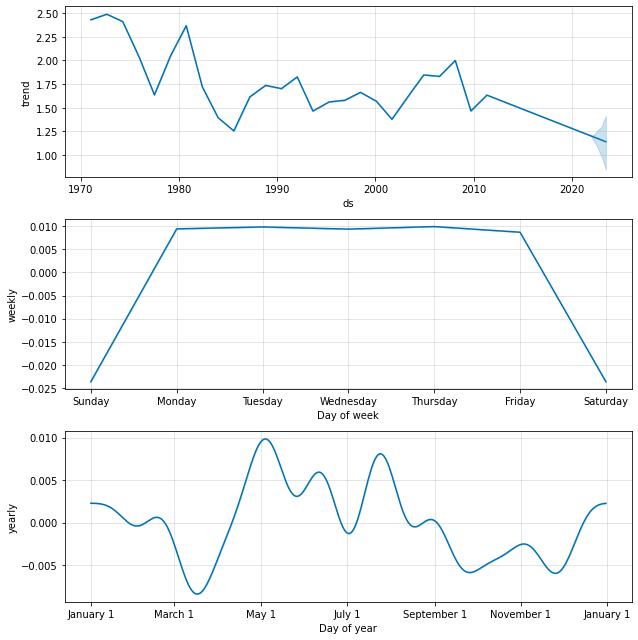 2.50
2.25
2.00
1.75
1.50
1.25
1.00
trend
1970 1980 1990 2000 2010 2020
ds
0.010
0.005
0.000
−0.005
−0.010
−0.015
−0.020
−0.025
weekly
Sunday Monday Tuesday Wednesday Thursday Friday Saturday
Day of week
0.010
0.005
0.000
−0.005
yearly
January 1 March 1 May 1 July 1 September 1 November 1 January 1
Day of year